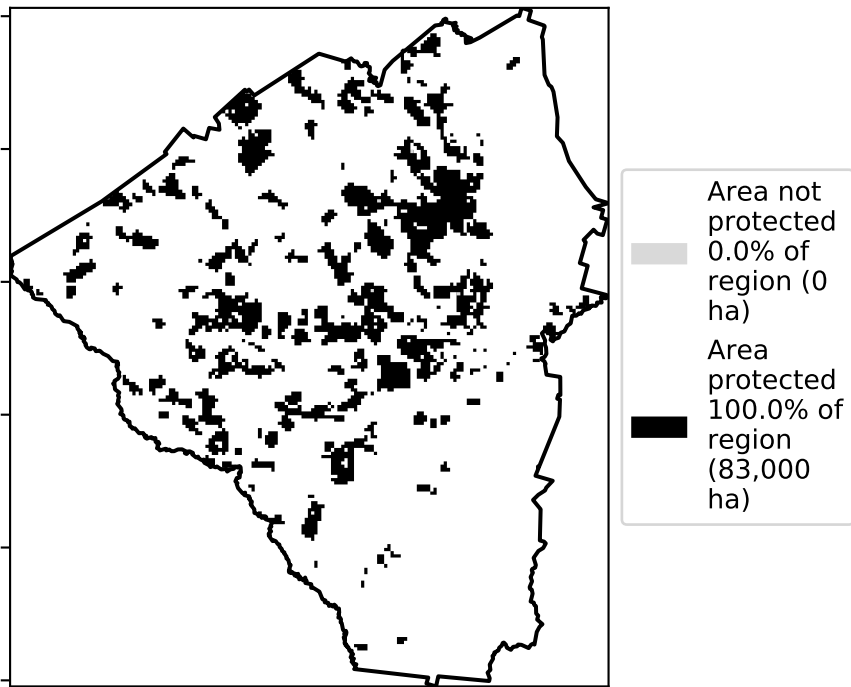 Area not
protected
0.0% of
region (0
ha)
Area
protected
100.0% of
region
(83,000
ha)